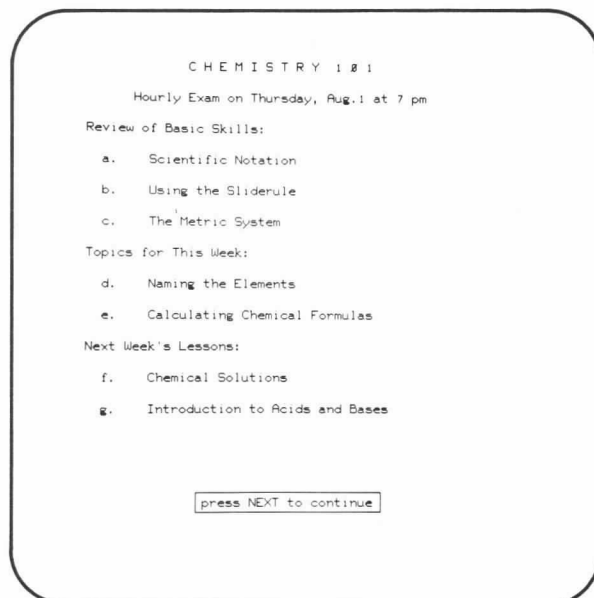 CHEMISTRY 101
Hourly Exam on Thursday, Aug.1 at 7 pm
Review of Basic Skills:
a. Scientific Notation
b. Using the Sliderule
c. The Metric System
Topics for This Week:
d. Naming the Elements
e. Calculating Chemical Formulas
Next Week's Lessons:
f. Chemical Solutions
g. Introduction to Acids and Bases
press NEXT to continue